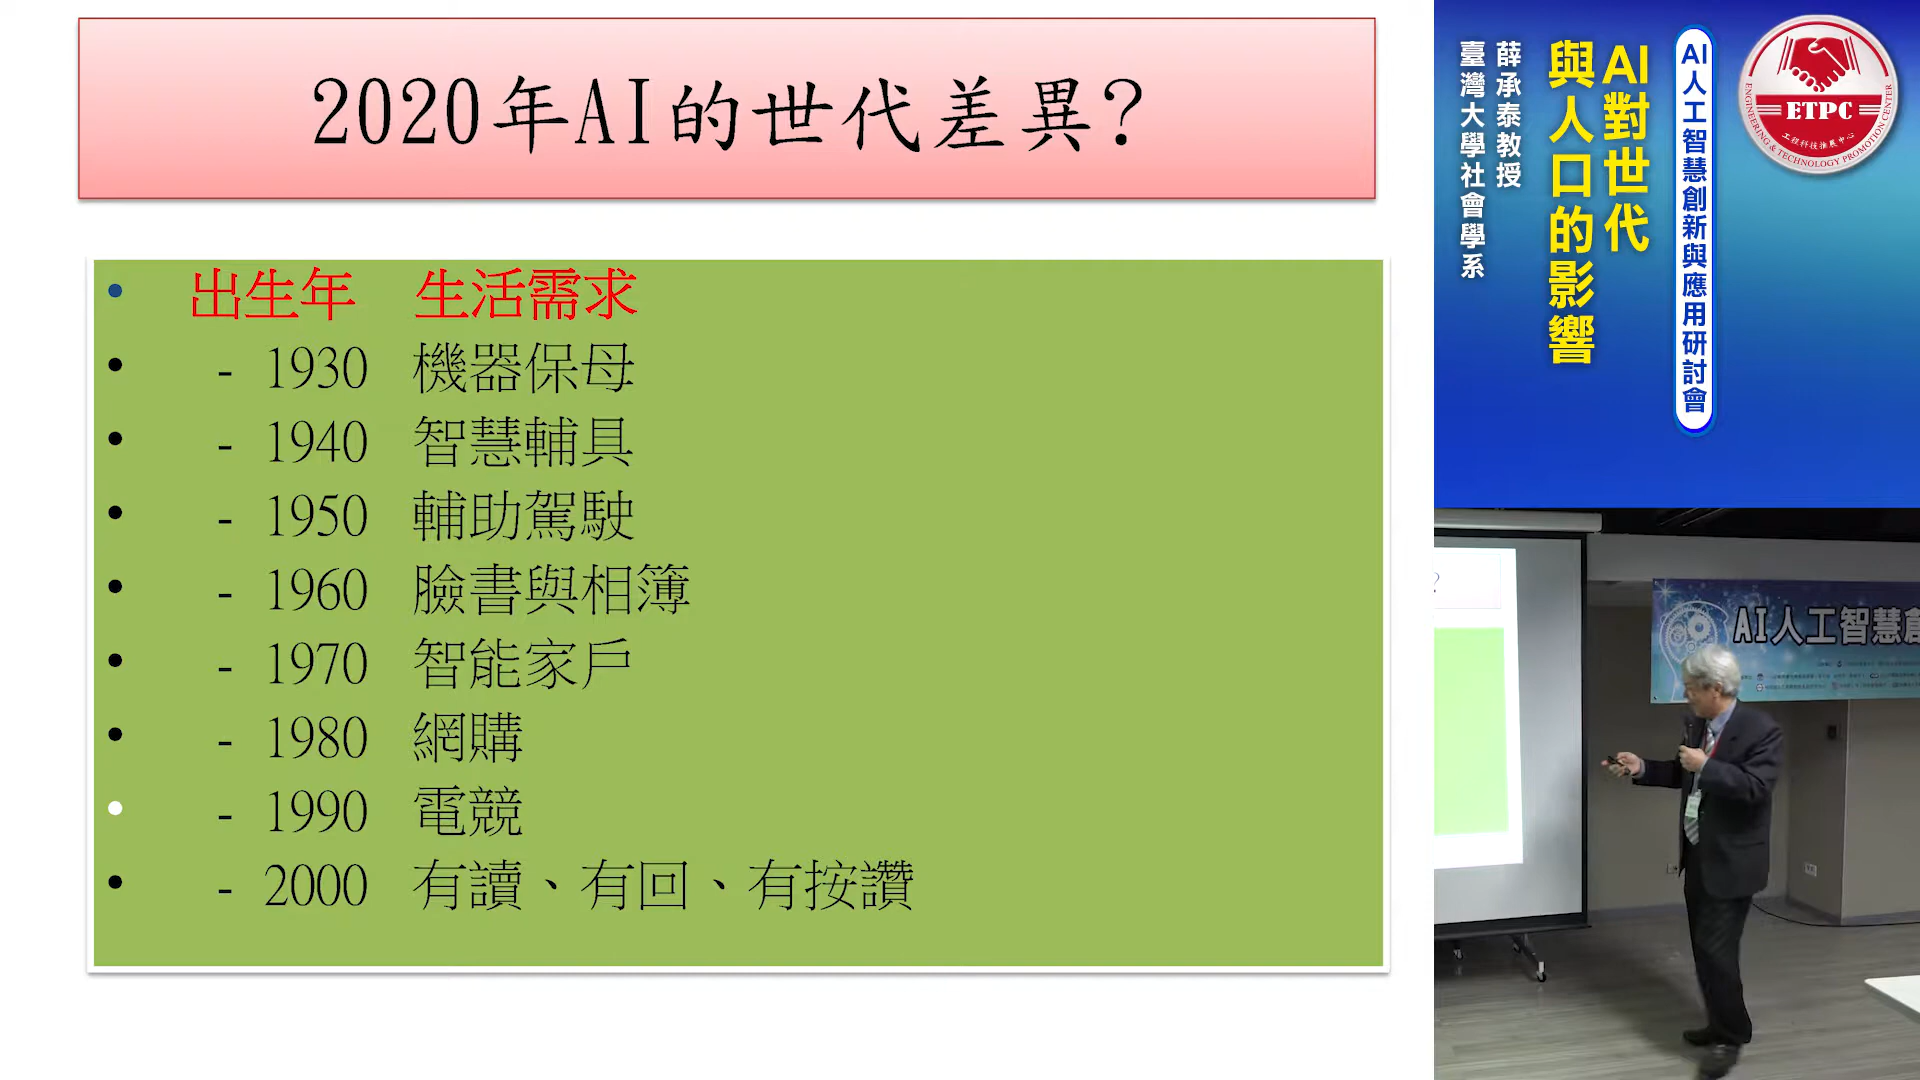 2020年AI的世代差異?
出生年 生活需求
- 1930 機器保母
- 1940 智慧輔具
- 1950 輔助駕駛
- 1960 臉書與相簿
- 1970 智能家戶
- 1980 網購
- 1990 電競
- 2000 有讀、有回、有按讚
ENGINEERING & TECHNOLOGY PROMOTION CENTER
ETPC
工程科技推展中心
AI人工智慧創新與應用研討會
AI對世代
與人口的影響
薛承泰教授
臺灣大學社會學系
?
AI人工智慧創